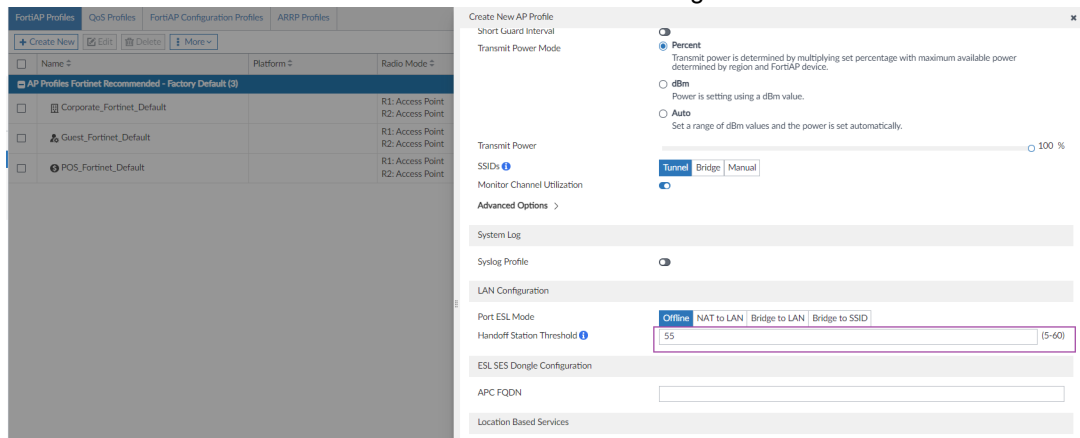 FortiAP Profiles QoS Profiles FortiAP Configuration Profiles ARRP Profiles
+ Create New Edit Delete More
Name Platform Radio Mode
AP Profiles Fortinet Recommended - Factory Default (3)
Corporate_Fortinet_Default R1: Access Point
R2: Access Point
Guest_Fortinet_Default R1: Access Point
R2: Access Point
POS_Fortinet_Default R1: Access Point
R2: Access Point
Create New AP Profile
Short Guard Interval
Transmit Power Mode Percent
Transmit power is determined by multiplying set percentage with maximum available power
determined by region and FortiAP device.
dBm
Power is setting using a dBm value.
Auto
Set a range of dBm values and the power is set automatically.
Transmit Power 100 %
SSIDs Tunnel Bridge Manual
Monitor Channel Utilization
Advanced Options >
System Log
Syslog Profile
LAN Configuration
Port ESL Mode Offline NAT to LAN Bridge to LAN Bridge to SSID
Handoff Station Threshold 55 (5-60)
ESL SES Dongle Configuration
APC FQDN
Location Based Services